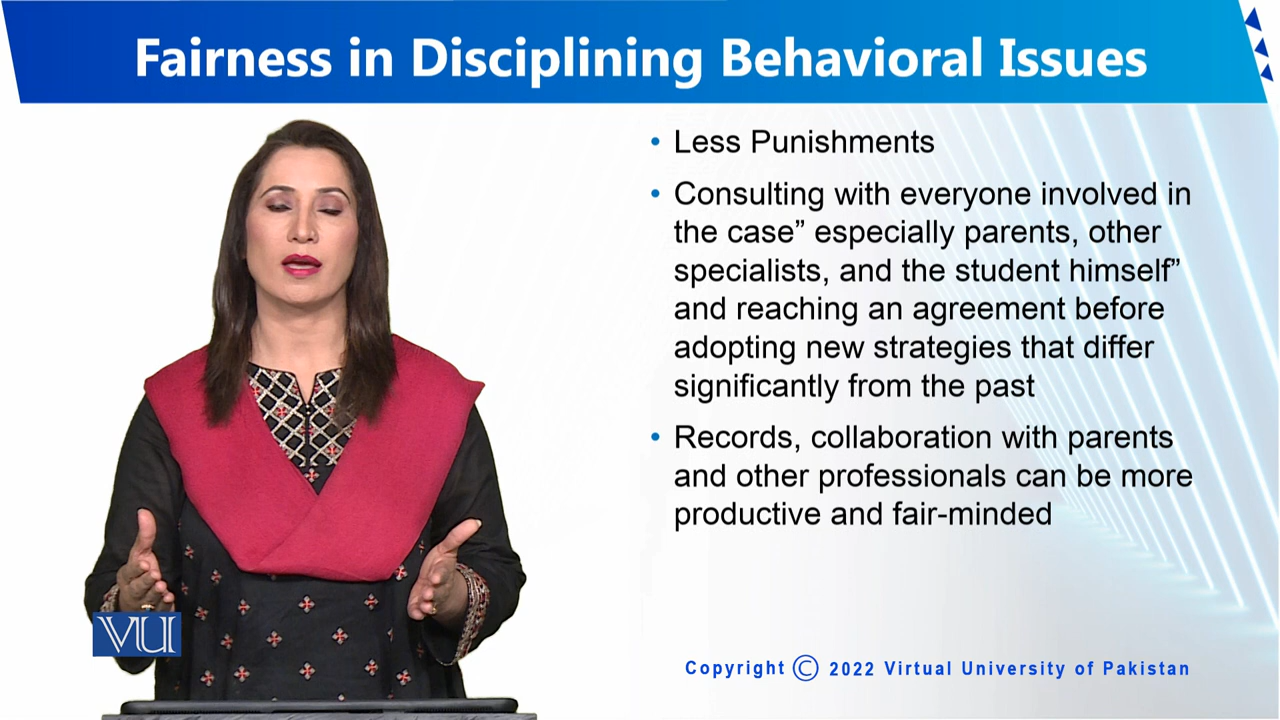 Fairness in Disciplining Behavioral Issues
• Less Punishments
• Consulting with everyone involved in
the case” especially parents, other
specialists, and the student himself”
and reaching an agreement before
adopting new strategies that differ
significantly from the past
• Records, collaboration with parents
and other professionals can be more
productive and fair-minded
VU
Copyright © 2022 Virtual University of Pakistan